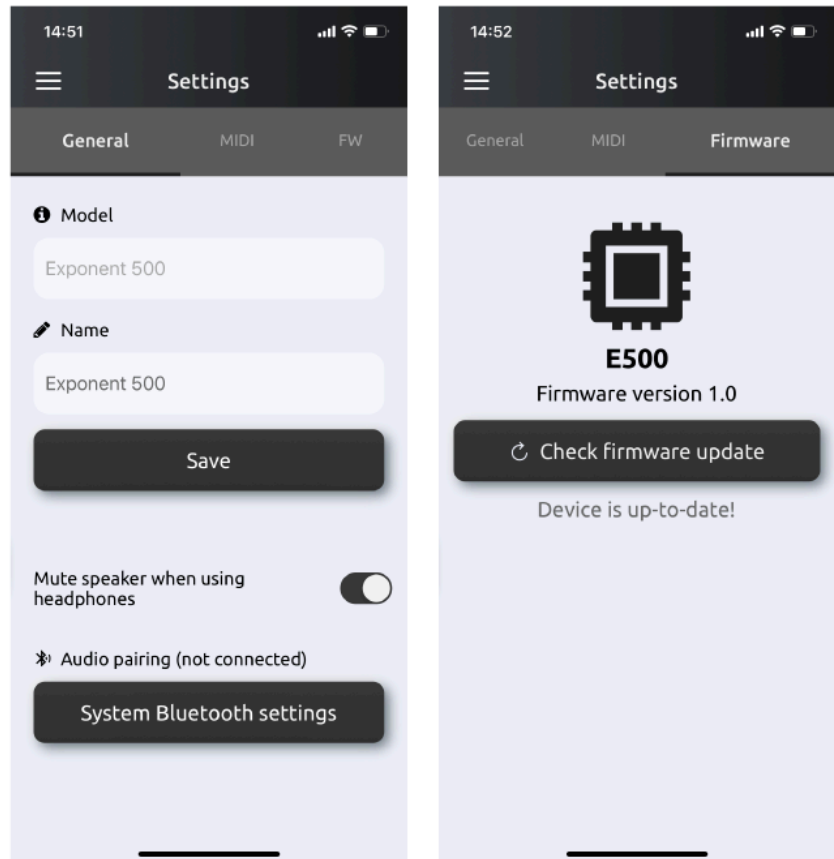 14:51
Settings
General MIDI FW
Model
Exponent 500
Name
Exponent 500
Save
Mute speaker when using
headphones
Audio pairing (not connected)
System Bluetooth settings
14:52
Settings
General MIDI Firmware
E500
Firmware version 1.0
Check firmware update
Device is up-to-date!